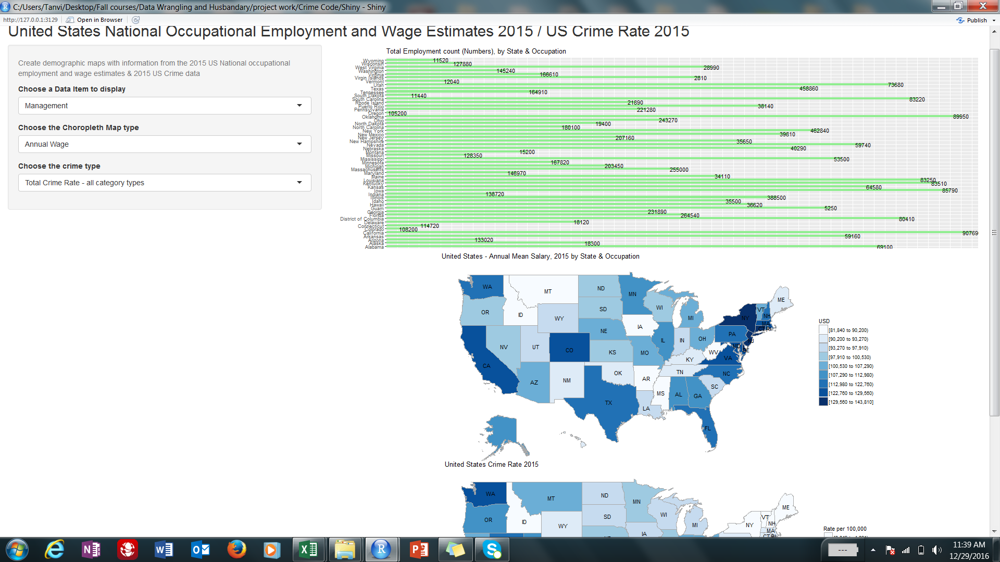 C:/Users/Tanvi/Desktop/Fall courses/Data Wrangling and Husbandary/project work/Crime Code/Shiny - Shiny
http://127.0.0.1:3129 Open in Browser Publish
United States National Occupational Employment and Wage Estimates 2015 / US Crime Rate 2015
Create demographic maps with information from the 2015 US National occupational
employment and wage estimates & 2015 US Crime data
Choose a Data Item to display
Management
Choose the Choropleth Map type
Annual Wage
Choose the crime type
Total Crime Rate - all category types
Total Employment count (Numbers), by State & Occupation
Wyoming 11520
Wisconsin 127880
West Virginia 28990
Washington 145240
Virginia 166610
Virgin Islands 2810
Vermont 12040
Utah 73680
Texas 458860
Tennessee 164910
South Dakota 11440
South Carolina 83220
Rhode Island 21890
Puerto Rico 38140
Pennsylvania 221280
Oregon 105200
Oklahoma 89950
Ohio 243270
North Dakota 19400
North Carolina 180100
New York 462840
New Mexico 39810
New Jersey 207160
New Hampshire 35650
Nevada 59740
Nebraska 40290
Montana 15200
Missouri 128350
Mississippi 53500
Minnesota 167820
Michigan 203450
Massachusetts 255000
Maryland 146970
Maine 34110
Louisiana 83250
Kentucky 83510
Kansas 64580
Iowa 85790
Indiana 138720
Illinois 388500
Idaho 35500
Hawaii 36620
Guam 5250
Georgia 231890
Florida 264540
District of Columbia 80410
Delaware 18120
Connecticut 114720
Colorado 108200
California 90769
Arkansas 59160
Arizona 133020
Alaska 18300
Alabama 69100
United States - Annual Mean Salary, 2015 by State & Occupation
WA MT ND MN ME
OR ID WY SD WI MI NY VT NH
MA
CT RI
NV UT CO NE IA IL IN OH PA NJ
CA KS MO KY WV MD DE
VA
AZ NM OK AR TN NC
TX LA MS AL GA SC
FL
USD
[81,840 to 90,200)
[90,200 to 93,270)
[93,270 to 97,910)
[97,910 to 100,530)
[100,530 to 107,290)
[107,290 to 112,980)
[112,980 to 122,760)
[122,760 to 129,560)
[129,560 to 143,810]
United States Crime Rate 2015
WA MT ND MN ME
OR ID WY SD WI MI NY VT NH
MA
IA CT RI
Rate per 100,000
11:39 AM
12/29/2016